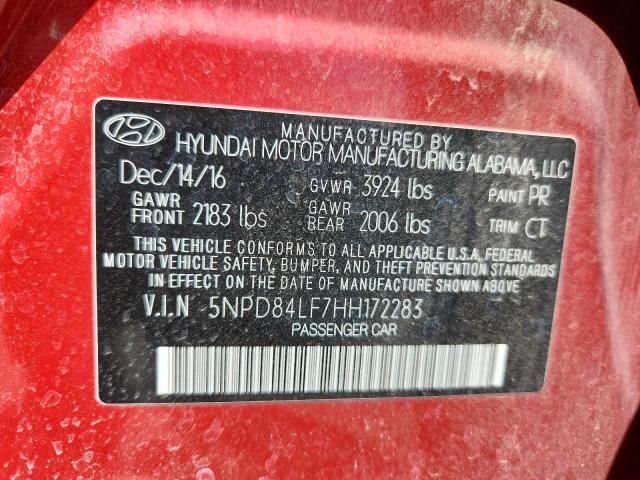 MANUFACTURED BY
HYUNDAI MOTOR MANUFACTURING ALABAMA, LLC
Dec/14/16 GVWR 3924 lbs PAINT PR
GAWR FRONT 2183 lbs GAWR REAR 2006 lbs TRIM CT
THIS VEHICLE CONFORMS TO ALL APPLICABLE U.S.A. FEDERAL
MOTOR VEHICLE SAFETY, BUMPER, AND THEFT PREVENTION STANDARDS
IN EFFECT ON THE DATE OF MANUFACTURE SHOWN ABOVE.
V.I.N 5NPD84LF7HH172283
PASSENGER CAR